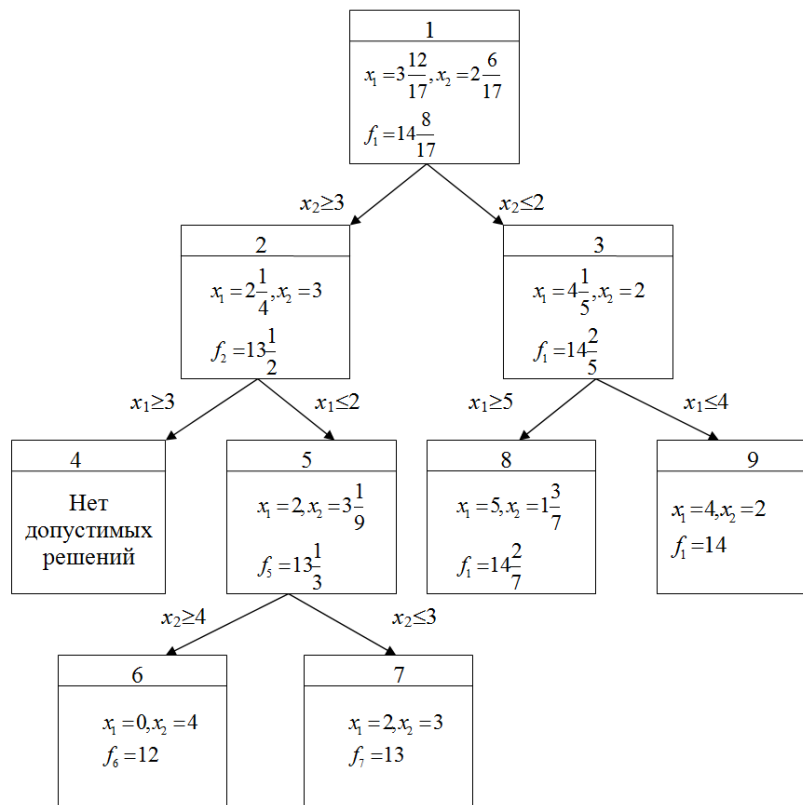 1
x₁ = 3 12/17, x₂ = 2 6/17
f₁ = 14 8/17
x₂≥3
x₂≤2
2
x₁ = 2 1/4, x₂ = 3
f₂ = 13 1/2
3
x₁ = 4 1/5, x₂ = 2
f₁ = 14 2/5
x₁≥3
x₁≤2
x₁≥5
x₁≤4
4
Нет
допустимых
решений
5
x₁ = 2, x₂ = 3 1/9
f₅ = 13 1/3
8
x₁ = 5, x₂ = 1 3/7
f₁ = 14 2/7
9
x₁ = 4, x₂ = 2
f₁ = 14
x₂≥4
x₂≤3
6
x₁ = 0, x₂ = 4
f₆ = 12
7
x₁ = 2, x₂ = 3
f₇ = 13